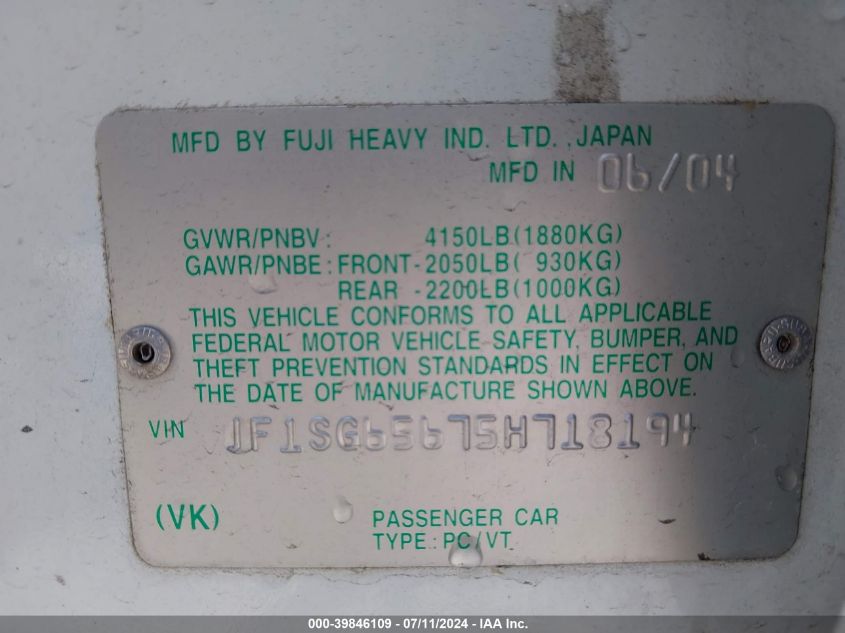 MFD BY FUJI HEAVY IND. LTD., JAPAN
MFD IN 06/04
GVWR/PNBV: 4150LB(1880KG)
GAWR/PNBE: FRONT-2050LB( 930KG)
REAR -2200LB(1000KG)
THIS VEHICLE CONFORMS TO ALL APPLICABLE
FEDERAL MOTOR VEHICLE SAFETY, BUMPER, AND
THEFT PREVENTION STANDARDS IN EFFECT ON
THE DATE OF MANUFACTURE SHOWN ABOVE.
VIN JF1SG65675H718194
(VK) PASSENGER CAR
TYPE: PC/VT
000-39846109 - 07/11/2024 - IAA Inc.